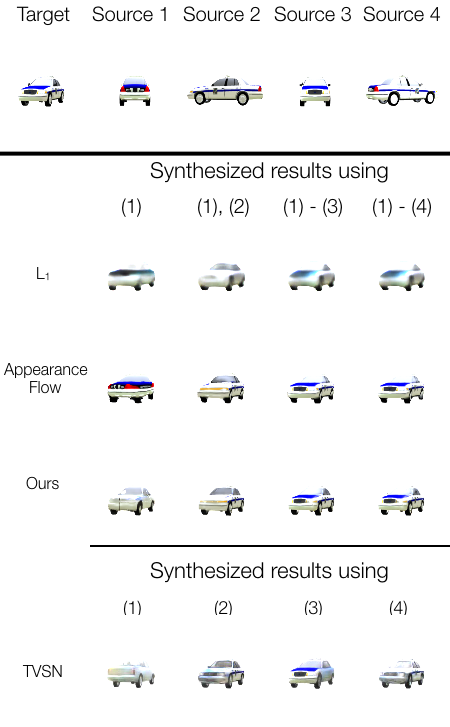 Target Source 1 Source 2 Source 3 Source 4
Synthesized results using
(1) (1), (2) (1) - (3) (1) - (4)
L₁
Appearance
Flow
Ours
Synthesized results using
(1) (2) (3) (4)
TVSN